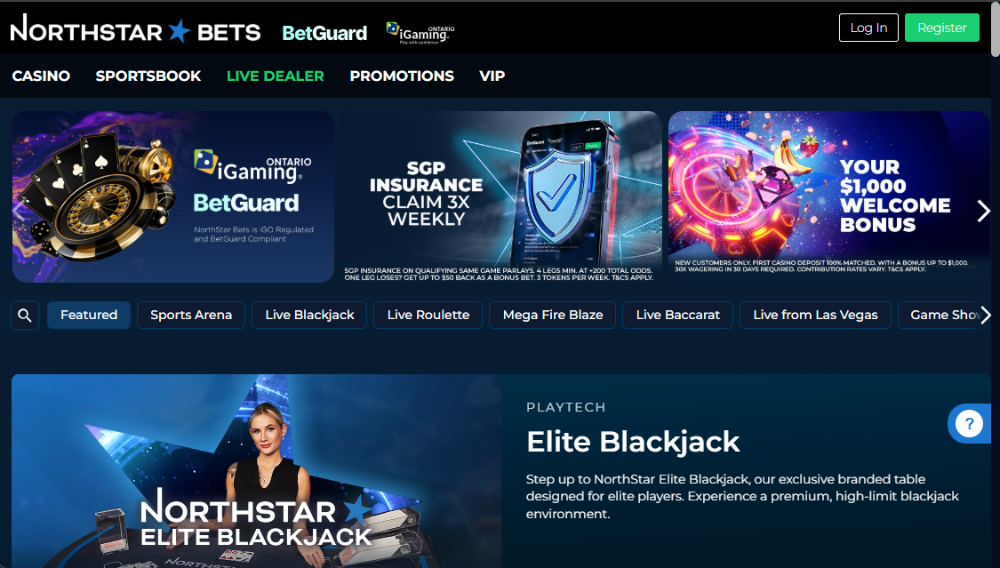 NORTHSTAR BETS
BetGuard
iGaming ONTARIO
Play with confidence
Log In
Register
CASINO
SPORTSBOOK
LIVE DEALER
PROMOTIONS
VIP
iGaming ONTARIO
BetGuard
NorthStar Bets is iGO Regulated
and BetGuard Compliant
SGP
INSURANCE
CLAIM 3X
WEEKLY
SGP INSURANCE ON QUALIFYING SAME GAME PARLAYS. 4 LEGS MIN. AT +200 TOTAL ODDS.
ONE LEG LOSES? GET UP TO $50 BACK AS A BONUS BET. 3 TOKENS PER WEEK. T&CS APPLY.
YOUR
$1,000
WELCOME
BONUS
NEW CUSTOMERS ONLY. FIRST CASINO DEPOSIT 100% MATCHED. WITH A BONUS UP TO $1,000.
30X WAGERING IN 30 DAYS REQUIRED. CONTRIBUTION RATES VARY. T&CS APPLY.
Featured
Sports Arena
Live Blackjack
Live Roulette
Mega Fire Blaze
Live Baccarat
Live from Las Vegas
Game Show
NORTHSTAR
ELITE BLACKJACK
NORTHSTAR
PLAYTECH
Elite Blackjack
Step up to NorthStar Elite Blackjack, our exclusive branded table
designed for elite players. Experience a premium, high-limit blackjack
environment.
?